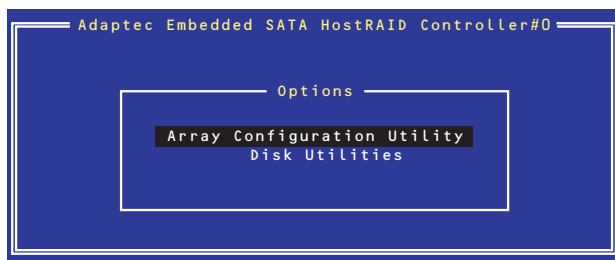 Adaptec Embedded SATA HostRAID Controller#0
Options
Array Configuration Utility
Disk Utilities